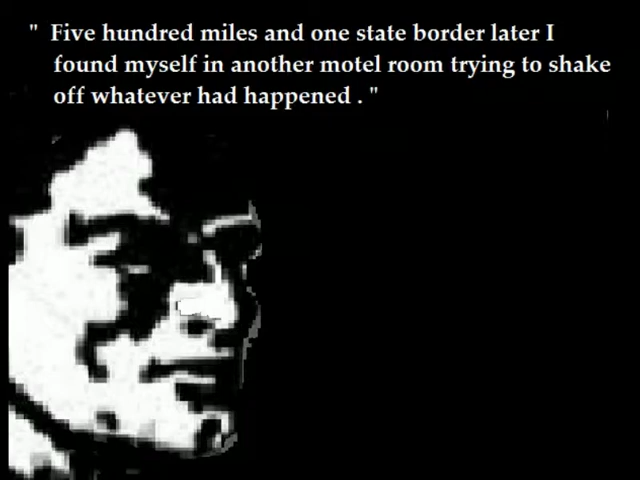 " Five hundred miles and one state border later I
found myself in another motel room trying to shake
off whatever had happened . "